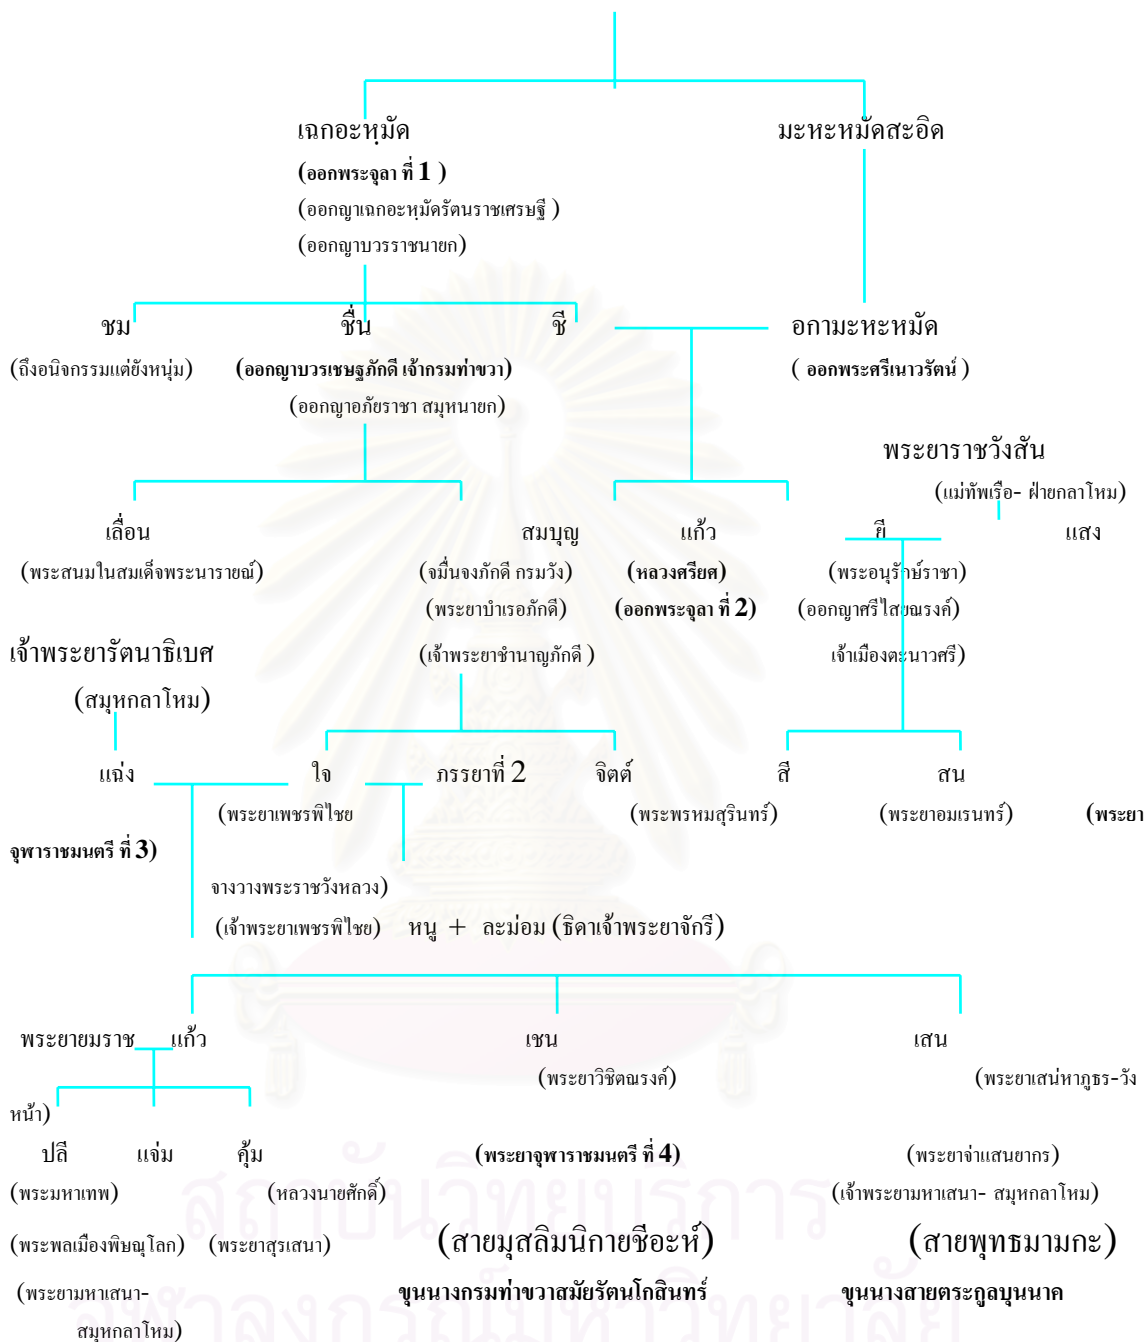 เฉกอะหฺมัด มะหะหมัดสะอิด
(ออกพระจุลา ที่ 1 )
(ออกญาเฉกอะหฺมัดรัตนราชเศรษฐี )
(ออกญาบวรราชนายก)
ชม ชื่น ชี อกามะหะหมัด
(ถึงอนิจกรรมแต่ยังหนุ่ม) (ออกญาบวรเชษฐภักดี เจ้ากรมท่าขวา) ( ออกพระศรีเนาวรัตน์ )
(ออกญาอภัยราชา สมุหนายก)
พระยาราชวังสัน
(แม่ทัพเรือ- ฝ่ายกลาโหม)
เลื่อน สมบุญ แก้ว ยี แสง
(พระสนมในสมเด็จพระนารายณ์) (จมื่นจงภักดี กรมวัง) (หลวงศรียศ) (พระอนุรักษ์ราชา)
(พระยาบำเรอภักดี) (ออกพระจุลา ที่ 2) (ออกญาศรีไสยณรงค์)
เจ้าพระยารัตนาธิเบศ (เจ้าพระยาชำนาญภักดี ) เจ้าเมืองตะนาวศรี)
(สมุหกลาโหม)
แฉ่ง ใจ ภรรยาที่ 2 จิตต์ สี สน
(พระยาเพชรพิไชย (พระพรหมสุรินทร์) (พระยาอมเรนทร์) (พระยา
จุฬาราชมนตรี ที่ 3)
จางวางพระราชวังหลวง)
(เจ้าพระยาเพชรพิไชย) หนู + ละม่อม (ธิดาเจ้าพระยาจักรี)
พระยายมราช แก้ว เชน เสน
(พระยาวิชิตณรงค์) (พระยาเสน่หาภูธร-วัง
หน้า)
ปลี แจ่ม คุ้ม (พระยาจุฬาราชมนตรี ที่ 4) (พระยาจ่าแสนยากร)
(พระมหาเทพ) (หลวงนายศักดิ์) (เจ้าพระยามหาเสนา- สมุหกลาโหม)
(พระพลเมืองพิษณุโลก) (พระยาสุรเสนา) (สายมุสลิมนิกายชีอะห์) (สายพุทธมามกะ)
(พระยามหาเสนา- ขุนนางกรมท่าขวาสมัยรัตนโกสินทร์ ขุนนางสายตระกูลบุนนาค
สมุหกลาโหม)
สถาบันวิทยบริการ
จุฬาลงกรณ์มหาวิทยาลัย